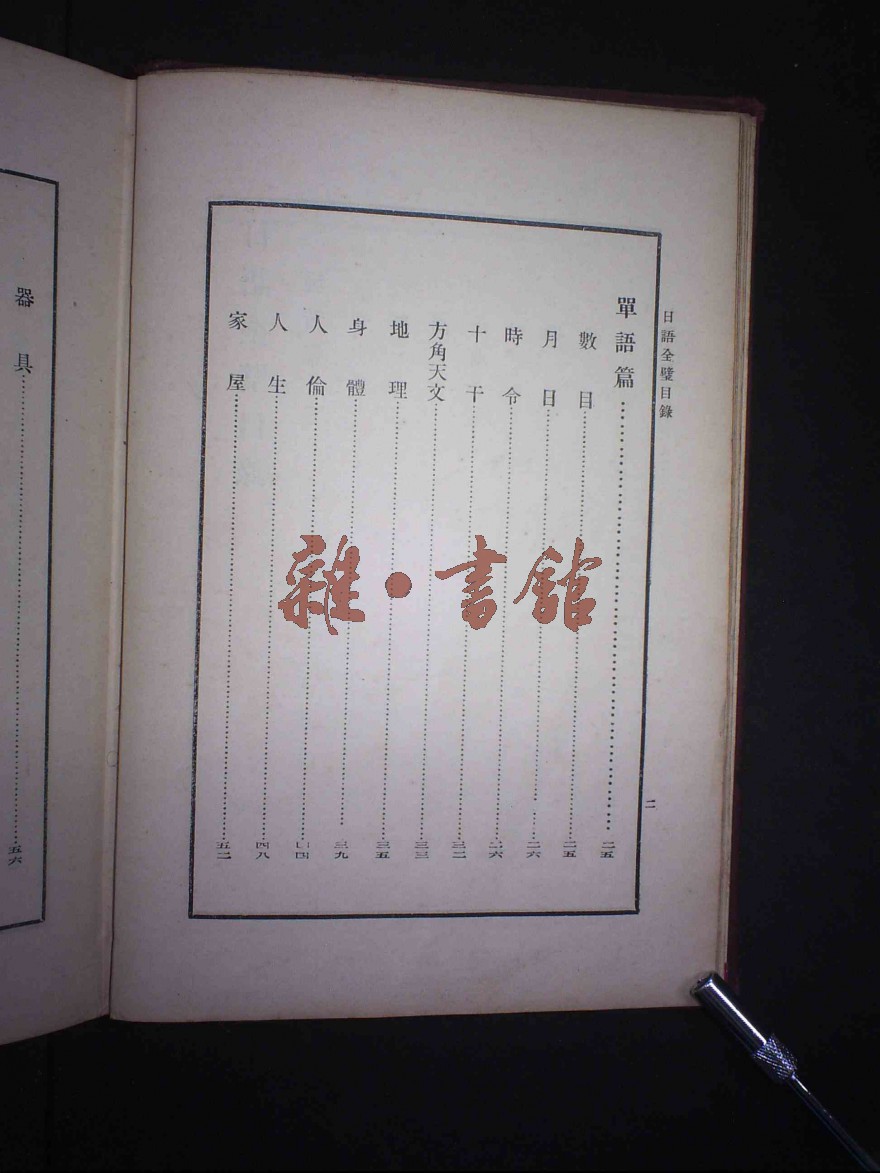 日語全璧目錄
二
單語篇………二五
數目………二五
月日………二六
時令………二六
十干………三二
方角天文………三三
地理………三五
身體………三九
人倫………四四
人生………四八
家屋………五二
器具………五六
雜·書館